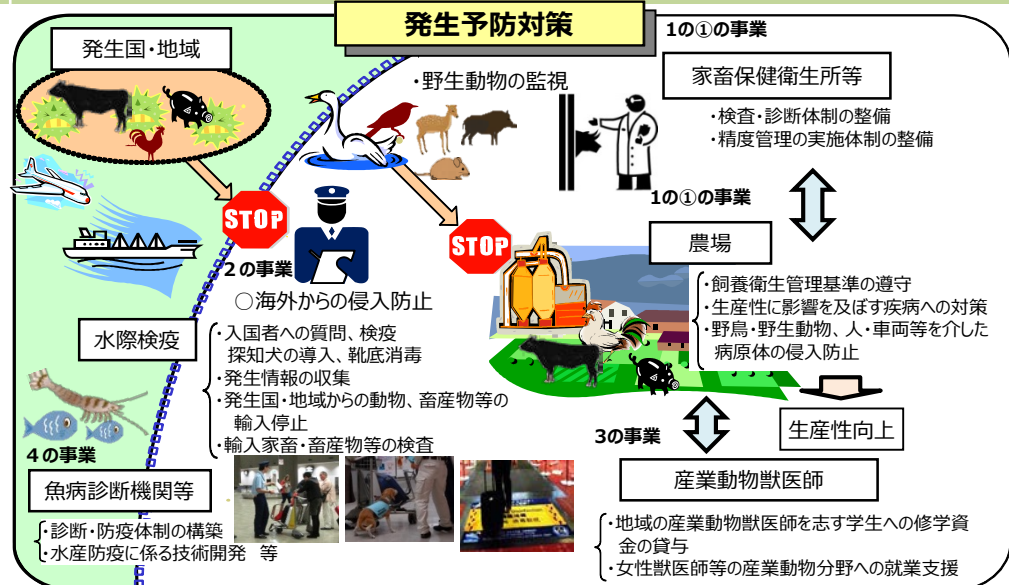 発生予防対策
発生国・地域
・野生動物の監視
1の①の事業
家畜保健衛生所等
・検査・診断体制の整備
・精度管理の実施体制の整備
STOP
STOP
1の①の事業
農場
・飼養衛生管理基準の遵守
・生産性に影響を及ぼす疾病への対策
・野鳥・野生動物、人・車両等を介した
病原体の侵入防止
生産性向上
2の事業
○海外からの侵入防止
水際検疫
・入国者への質問、検疫
探知犬の導入、靴底消毒
・発生情報の収集
・発生国・地域からの動物、畜産物等の
輸入停止
・輸入家畜・畜産物等の検査
4の事業
魚病診断機関等
・診断・防疫体制の構築
・水産防疫に係る技術開発 等
3の事業
産業動物獣医師
・地域の産業動物獣医師を志す学生への修学資
金の貸与
・女性獣医師等の産業動物分野への就業支援